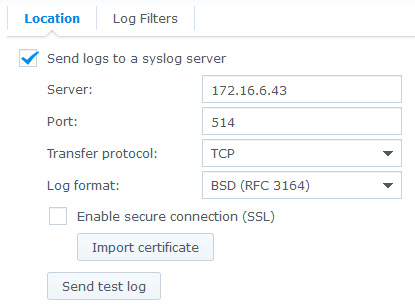 Location Log Filters
Send logs to a syslog server
Server: 172.16.6.43
Port: 514
Transfer protocol: TCP
Log format: BSD (RFC 3164)
Enable secure connection (SSL)
Import certificate
Send test log